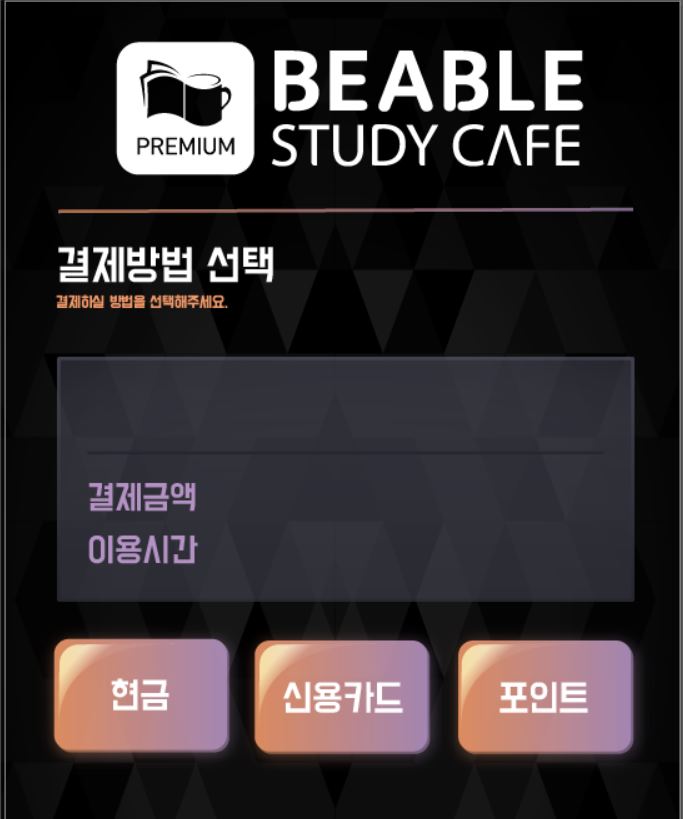 PREMIUM
BEABLE
STUDY CAFE
결제방법 선택
결제하실 방법을 선택해주세요.
결제금액
이용시간
현금
신용카드
포인트